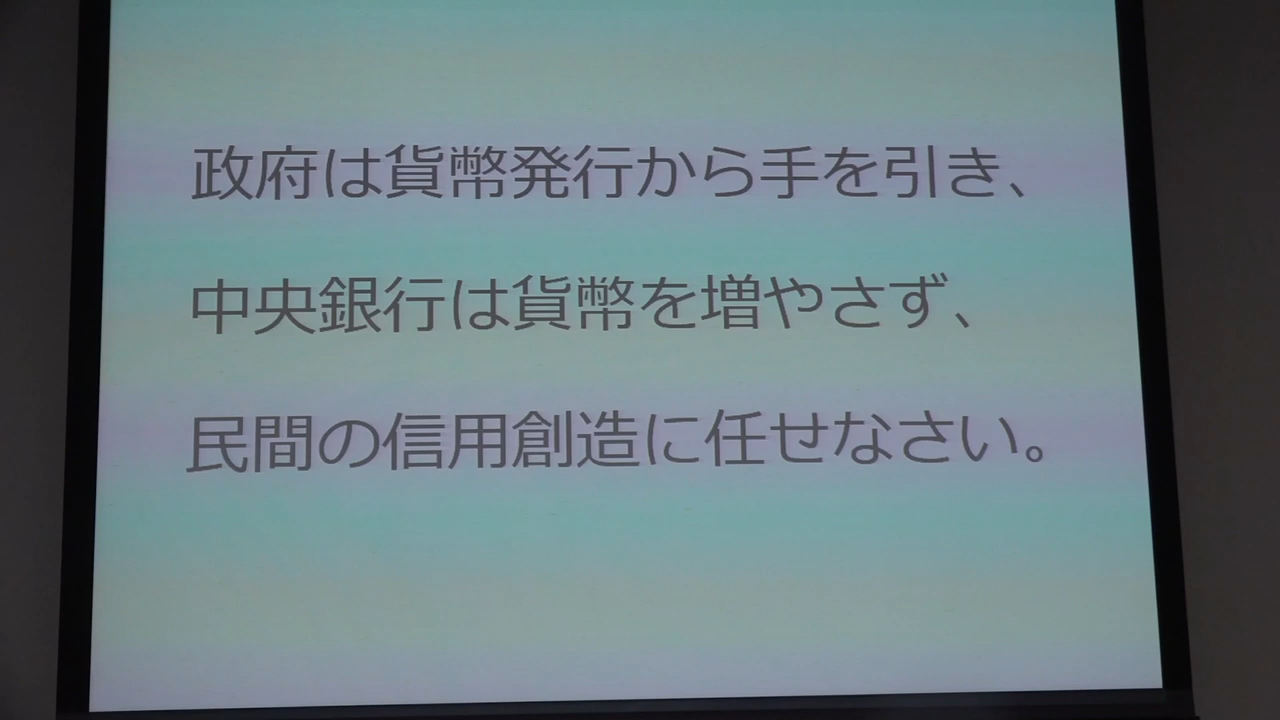 政府は貨幣発行から手を引き、
中央銀行は貨幣を増やさず、
民間の信用創造に任せなさい。